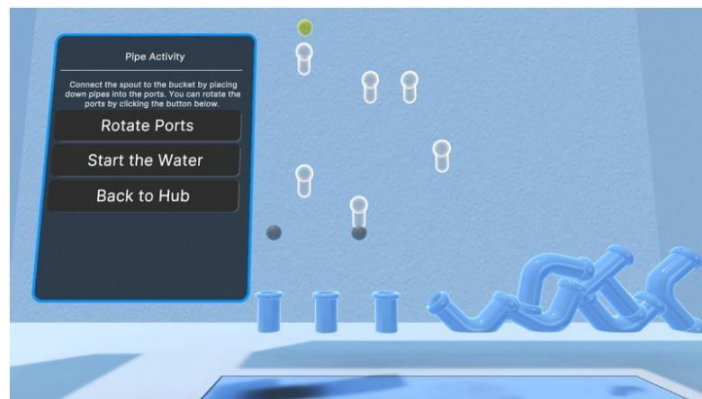 Pipe Activity
Connect the spout to the bucket by placing
down pipes into the ports. You can rotate the
ports by clicking the button below.
Rotate Ports
Start the Water
Back to Hub